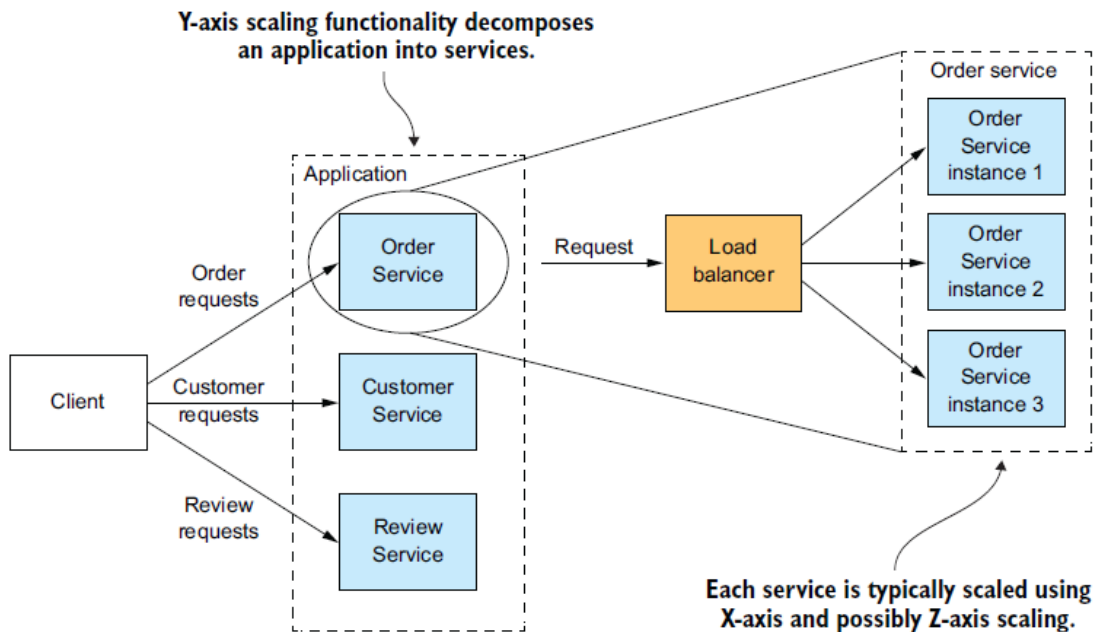 Y-axis scaling functionality decomposes
an application into services.
Order service
Order
Service
instance 1
Application
Order
Service
Request
Load
balancer
Order
Service
instance 2
Order
requests
Order
Service
instance 3
Client
Customer
requests
Customer
Service
Review
requests
Review
Service
Each service is typically scaled using
X-axis and possibly Z-axis scaling.